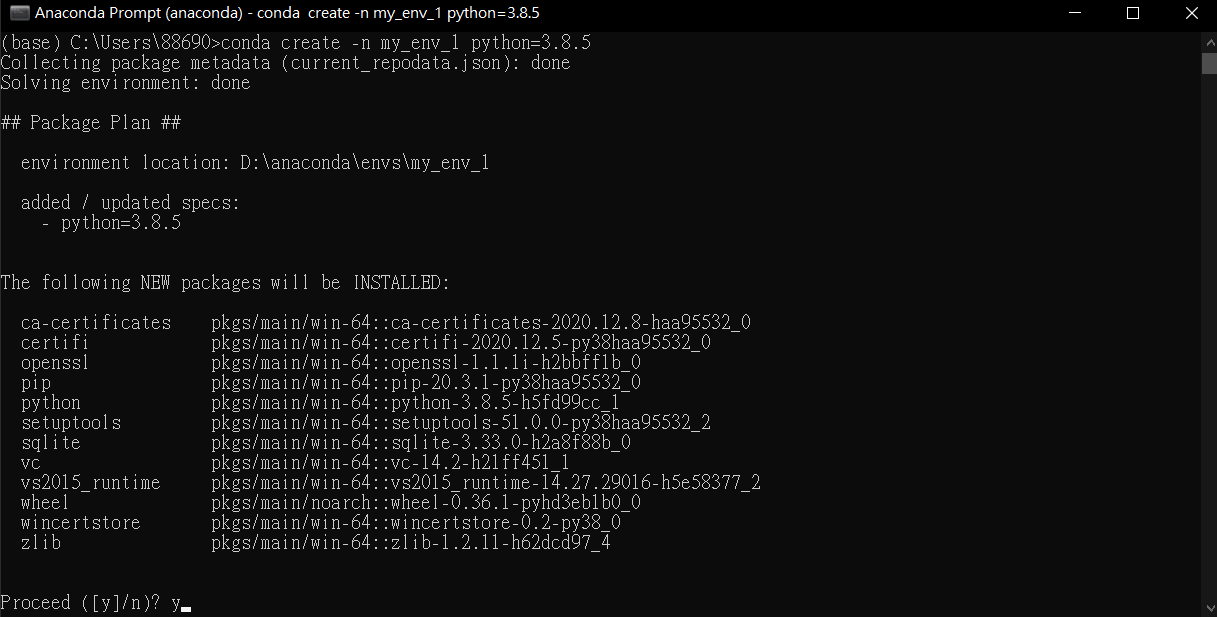 Anaconda Prompt (anaconda) - conda  create -n my_env_1 python=3.8.5
(base) C:\Users\88690>conda create -n my_env_1 python=3.8.5
Collecting package metadata (current_repodata.json): done
Solving environment: done
## Package Plan ##
environment location: D:\anaconda\envs\my_env_1
added / updated specs:
- python=3.8.5
The following NEW packages will be INSTALLED:
ca-certificates    pkgs/main/win-64::ca-certificates-2020.12.8-haa95532_0
certifi            pkgs/main/win-64::certifi-2020.12.5-py38haa95532_0
openssl            pkgs/main/win-64::openssl-1.1.1i-h2bbff1b_0
pip                pkgs/main/win-64::pip-20.3.1-py38haa95532_0
python             pkgs/main/win-64::python-3.8.5-h5fd99cc_1
setuptools         pkgs/main/win-64::setuptools-51.0.0-py38haa95532_2
sqlite             pkgs/main/win-64::sqlite-3.33.0-h2a8f88b_0
vc                 pkgs/main/win-64::vc-14.2-h21ff451_1
vs2015_runtime     pkgs/main/win-64::vs2015_runtime-14.27.29016-h5e58377_2
wheel              pkgs/main/noarch::wheel-0.36.1-pyhd3eb1b0_0
wincertstore       pkgs/main/win-64::wincertstore-0.2-py38_0
zlib               pkgs/main/win-64::zlib-1.2.11-h62dcd97_4
Proceed ([y]/n)? y